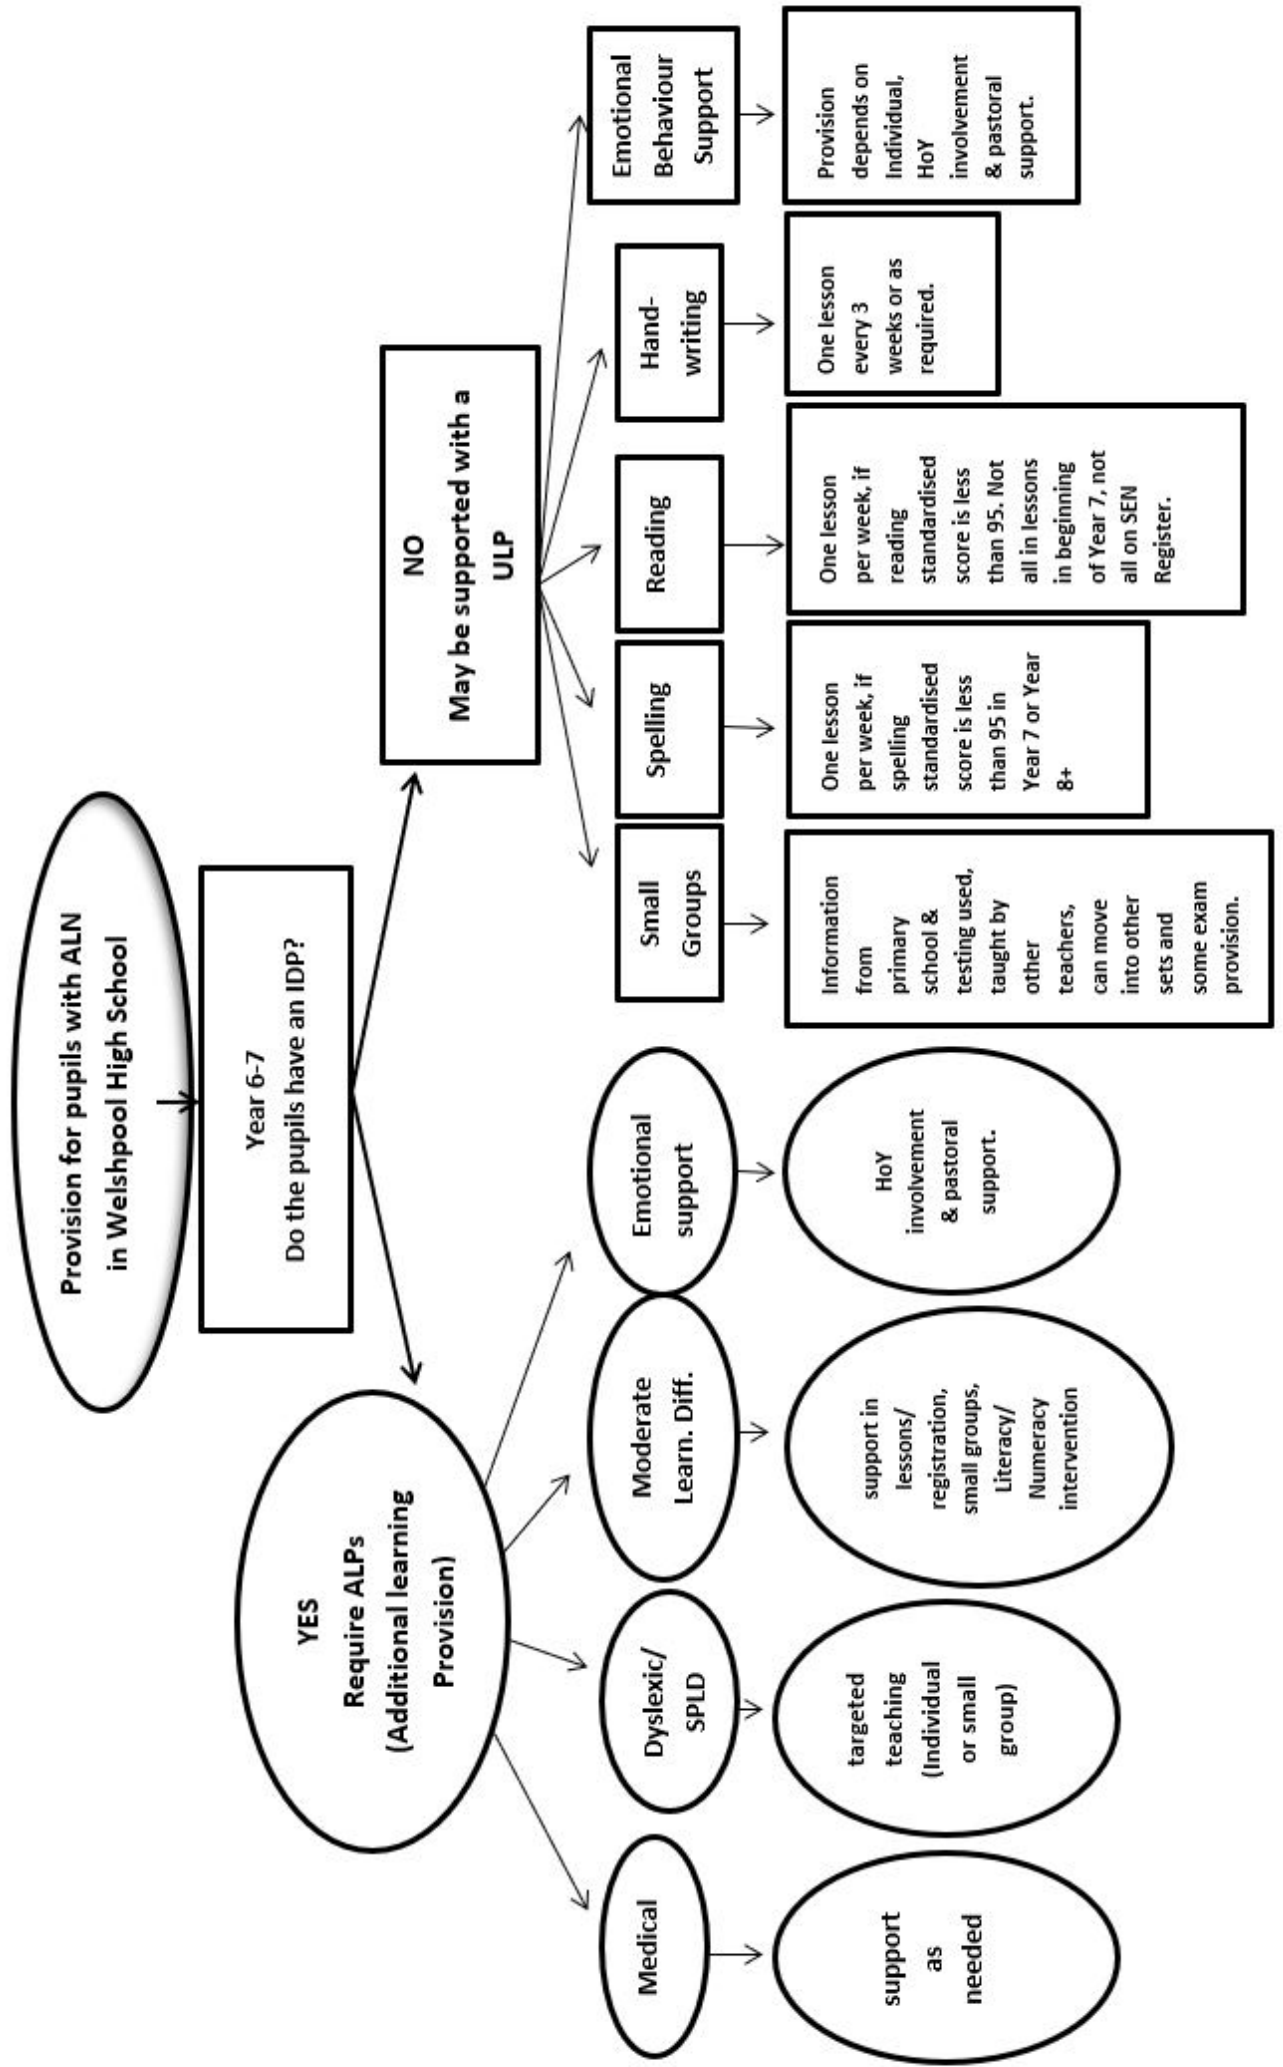 Provision for pupils with ALN
in Welshpool High School
Year 6-7
Do the pupils have an IDP?
YES
Require ALPs
(Additional learning
Provision)
NO
May be supported with a
ULP
Medical
Dyslexic/
SPLD
Moderate
Learn. Diff.
Emotional
support
Small
Groups
Spelling
Reading
Hand-
writing
Emotional
Behaviour
Support
support
as
needed
targeted
teaching
(Individual
or small
group)
support in
lessons/
registration,
small groups,
Literacy/
Numeracy
intervention
HoY
involvement
& pastoral
support.
Information
from
primary
school &
testing used,
taught by
other
teachers,
can move
into other
sets and
some exam
provision.
One lesson
per week, if
spelling
standardised
score is less
than 95 in
Year 7 or Year
8+
One lesson
per week, if
reading
standardised
score is less
than 95. Not
all in lessons
in beginning
of Year 7, not
all on SEN
Register.
One lesson
every 3
weeks or as
required.
Provision
depends on
Individual,
HoY
involvement
& pastoral
support.